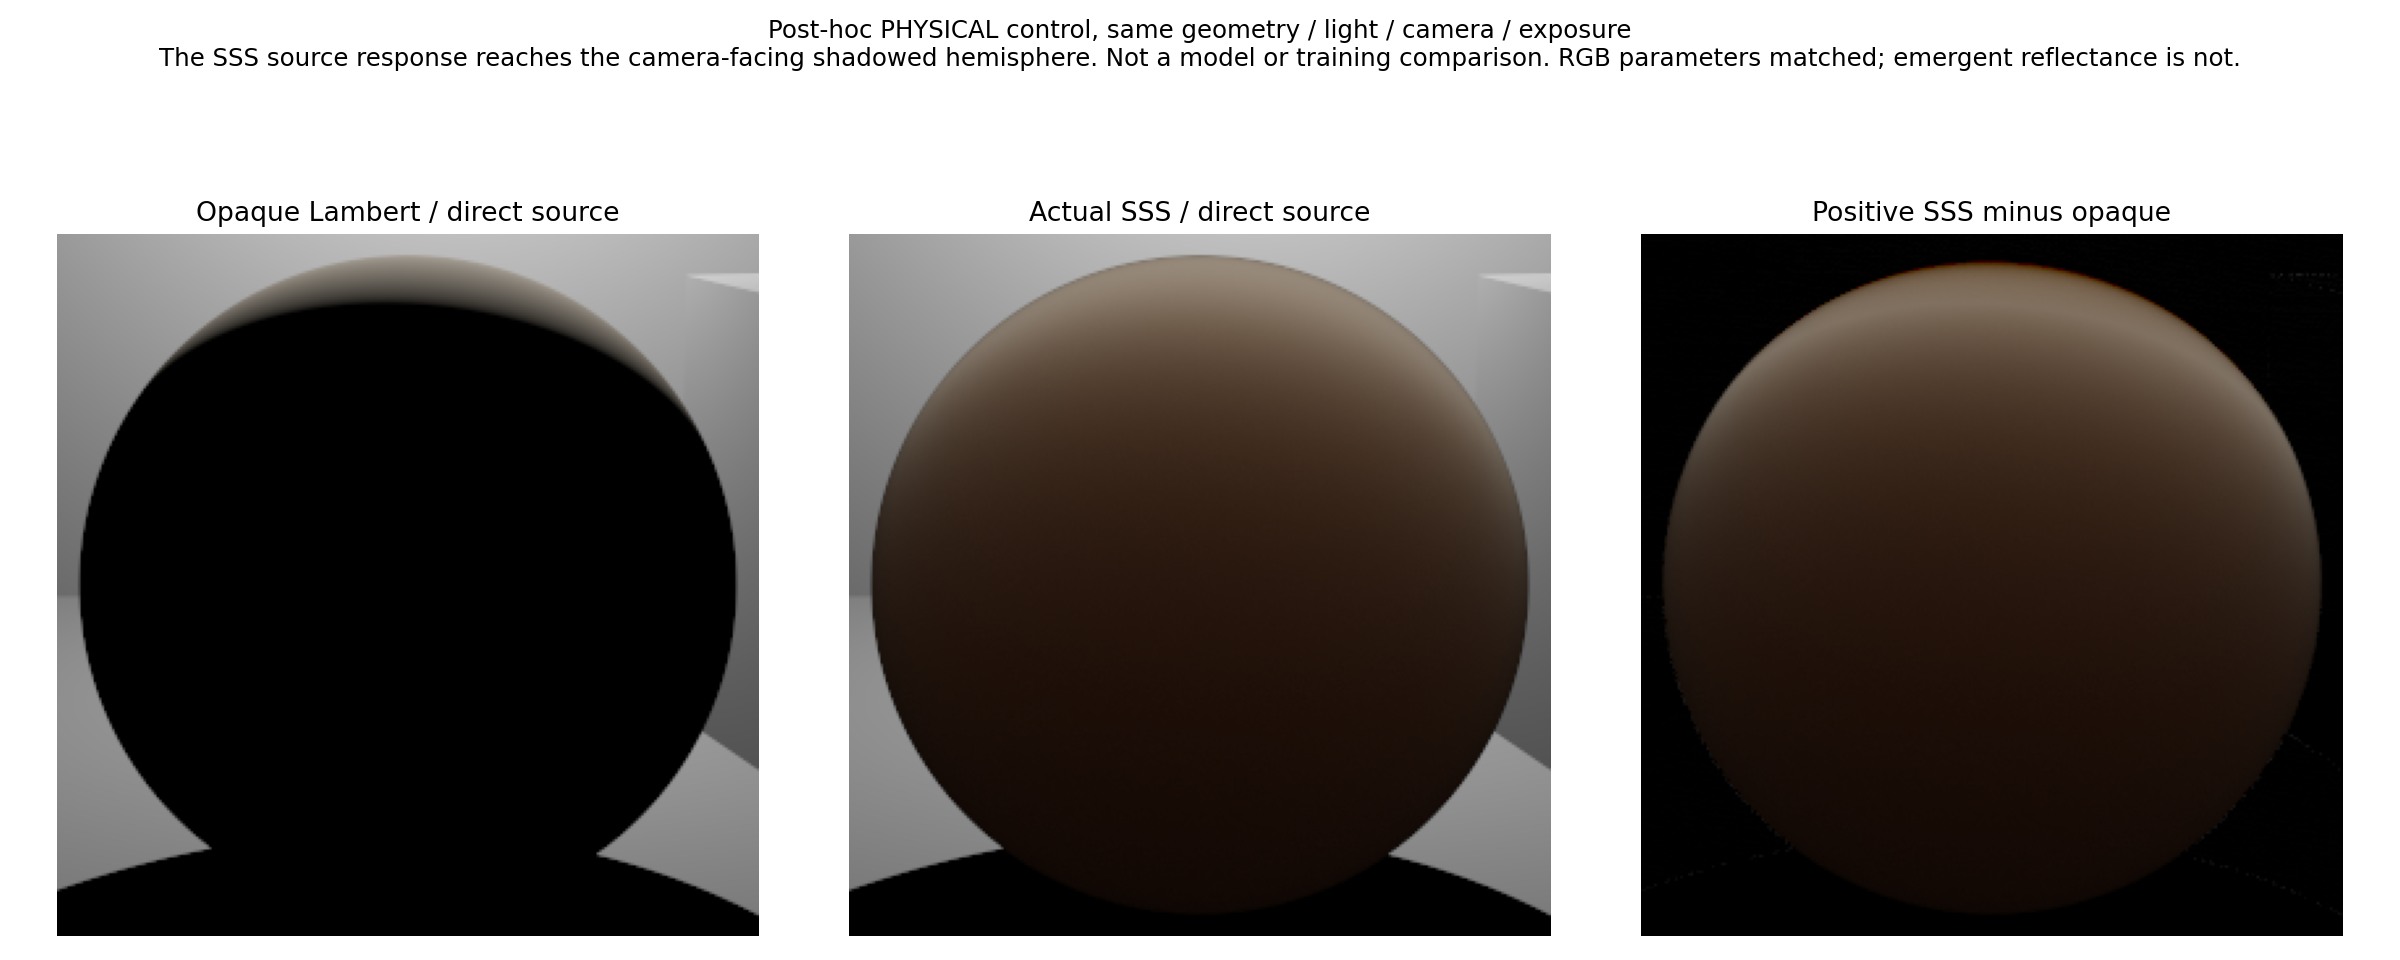 Post-hoc PHYSICAL control, same geometry / light / camera / exposure
The SSS source response reaches the camera-facing shadowed hemisphere. Not a model or training comparison. RGB parameters matched; emergent reflectance is not.
Opaque Lambert / direct source
Actual SSS / direct source
Positive SSS minus opaque